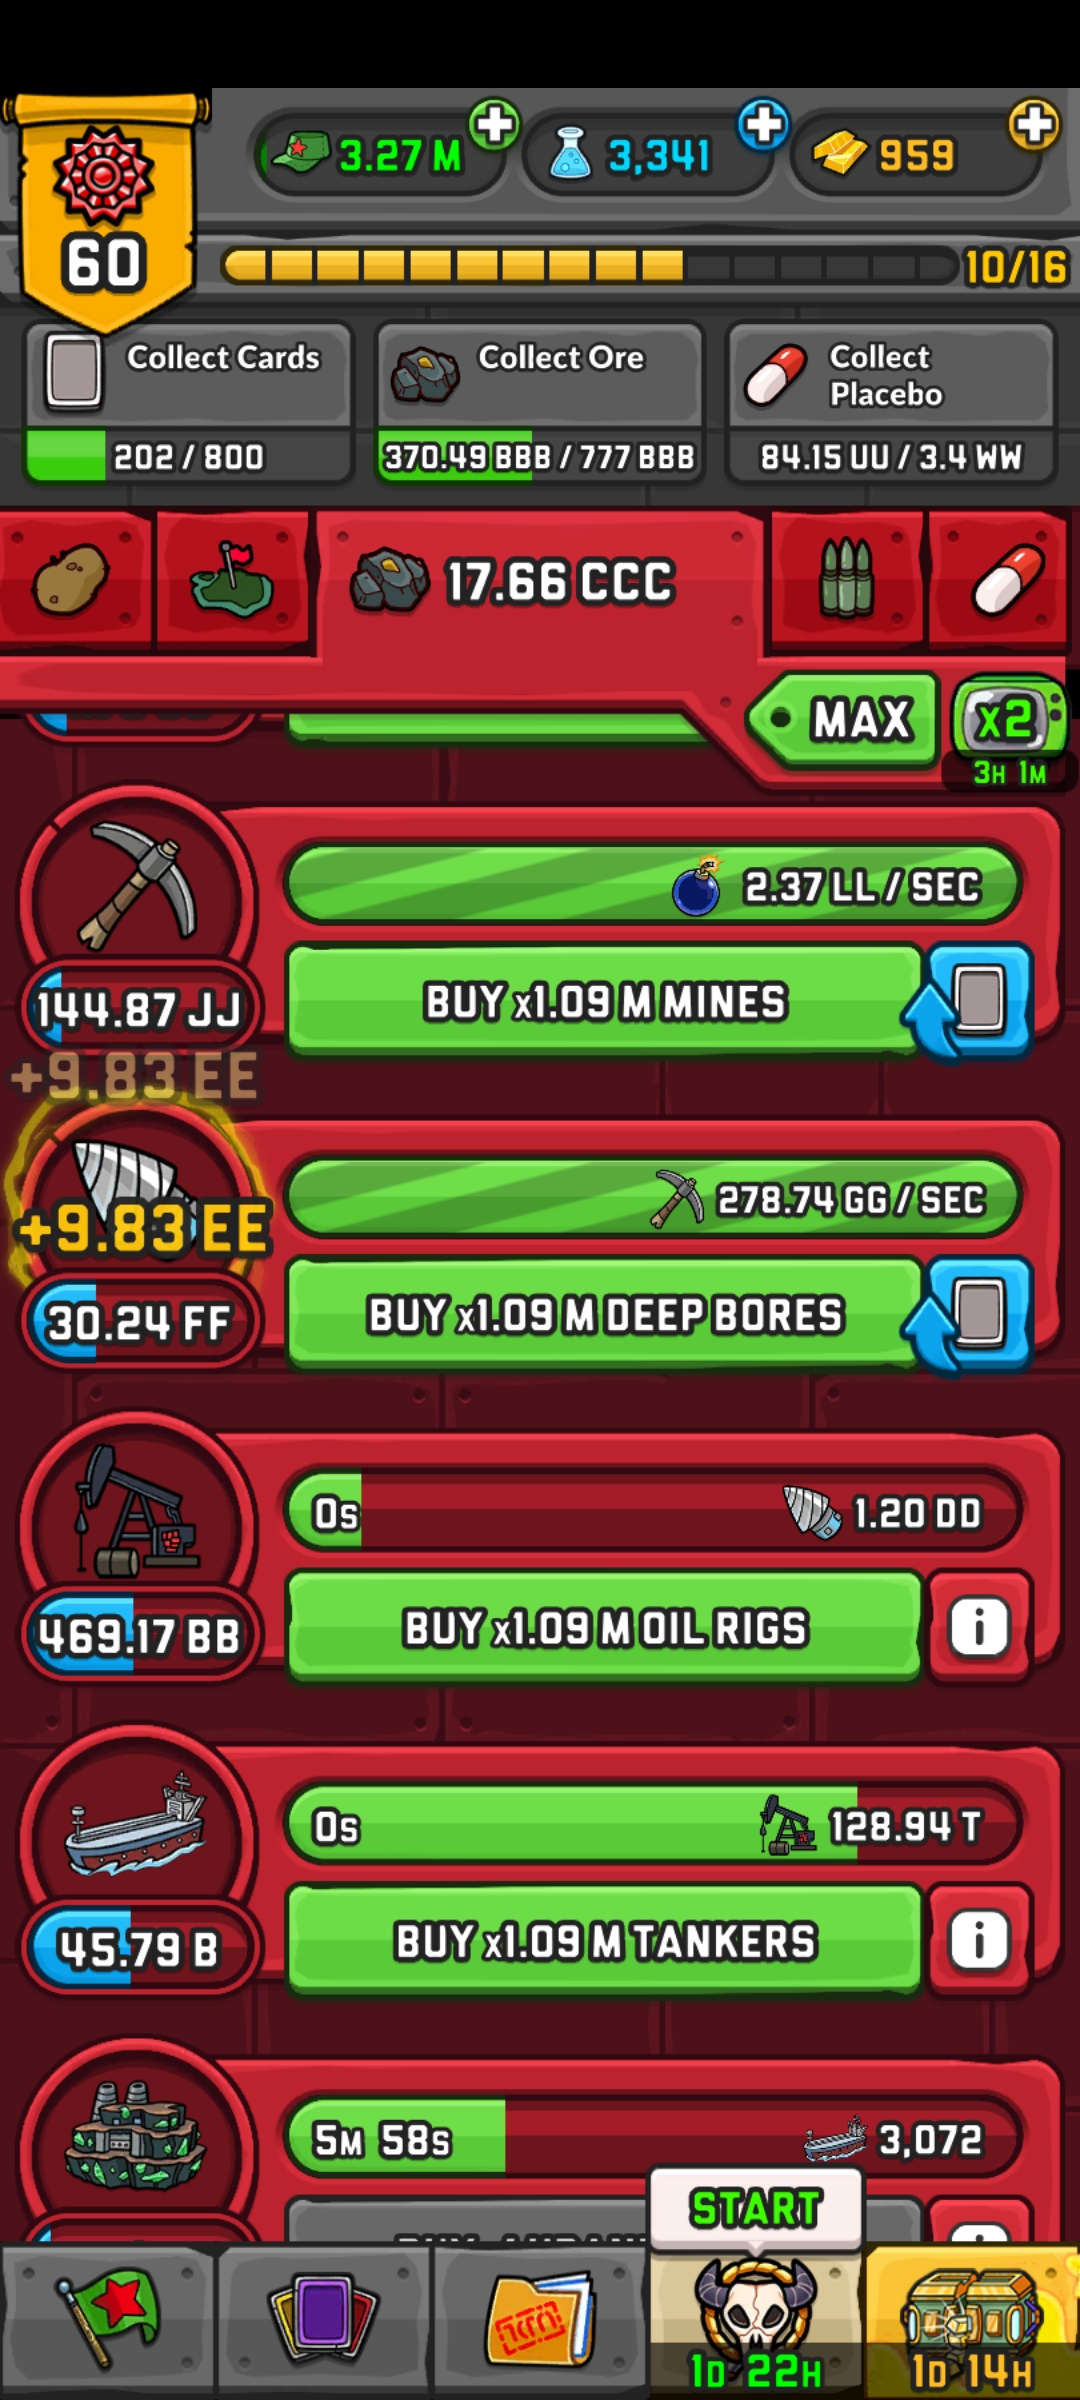 60
3.27 M
3,341
959
10/16
Collect Cards
202 / 800
Collect Ore
370.49 BBB / 777 BBB
Collect
Placebo
84.15 UU / 3.4 WW
17.66 CCC
MAX
x2
3H 1M
2.37 LL / SEC
144.87 JJ
BUY x1.09 M MINES
+9.83 EE
278.74 GG / SEC
+9.83 EE
30.24 FF
BUY x1.09 M DEEP BORES
0s
1.20 DD
469.17 BB
BUY x1.09 M OIL RIGS
i
0s
128.94 T
45.79 B
BUY x1.09 M TANKERS
i
5M 58s
3,072
START
1D 22H
1D 14H